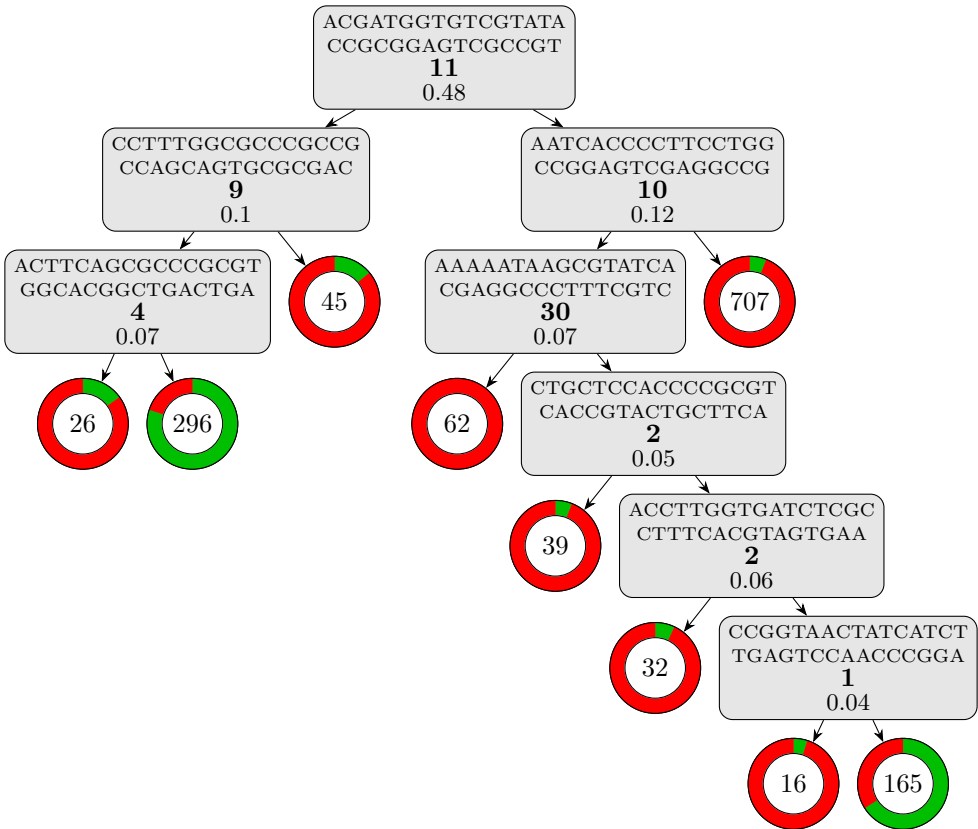 ACGATGGTGTCGTATA
CCGCGGAGTCGCCGT
11
0.48
CCTTTGGCGCCCGCCG
CCAGCAGTGCGCGAC
9
0.1
AATCACCCCTTCCTGG
CCGGAGTCGAGGCCG
10
0.12
ACTTCAGCGCCCGCGT
GGCACGGCTGACTGA
4
0.07
45
AAAAATAAGCGTATCA
CGAGGCCCTTTCGTC
30
0.07
707
26
296
62
CTGCTCCACCCCGCGT
CACCGTACTGCTTCA
2
0.05
39
ACCTTGGTGATCTCGC
CTTTCACGTAGTGAA
2
0.06
32
CCGGTAACTATCATCT
TGAGTCCAACCCGGA
1
0.04
16
165